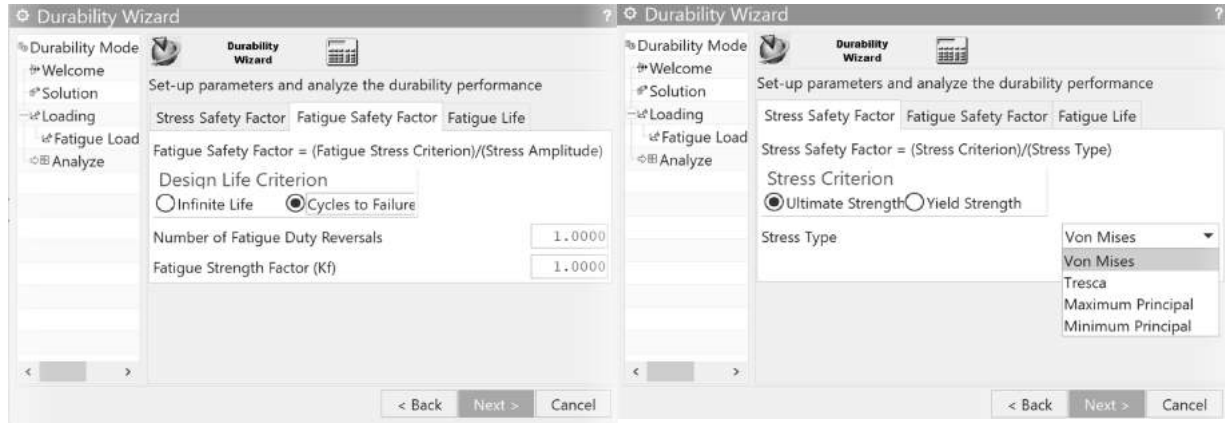 Durability Wizard ?
Durability Mode
Welcome
Solution
Loading
Fatigue Load
Analyze
Durability
Wizard
Set-up parameters and analyze the durability performance
Stress Safety Factor Fatigue Safety Factor Fatigue Life
Fatigue Safety Factor = (Fatigue Stress Criterion)/(Stress Amplitude)
Design Life Criterion
Infinite Life Cycles to Failure
Number of Fatigue Duty Reversals 1.0000
Fatigue Strength Factor (Kf) 1.0000
< Back Next > Cancel
Durability Wizard ?
Durability Mode
Welcome
Solution
Loading
Fatigue Load
Analyze
Durability
Wizard
Set-up parameters and analyze the durability performance
Stress Safety Factor Fatigue Safety Factor Fatigue Life
Stress Safety Factor = (Stress Criterion)/(Stress Type)
Stress Criterion
Ultimate Strength Yield Strength
Stress Type Von Mises
Von Mises
Tresca
Maximum Principal
Minimum Principal
< Back Next > Cancel